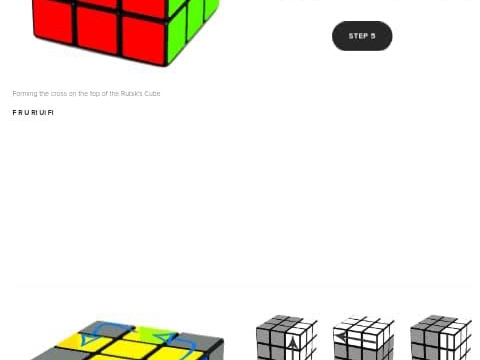 STEP 5
Forming the cross on the top of the Rubik's Cube
F R U R| U| F|